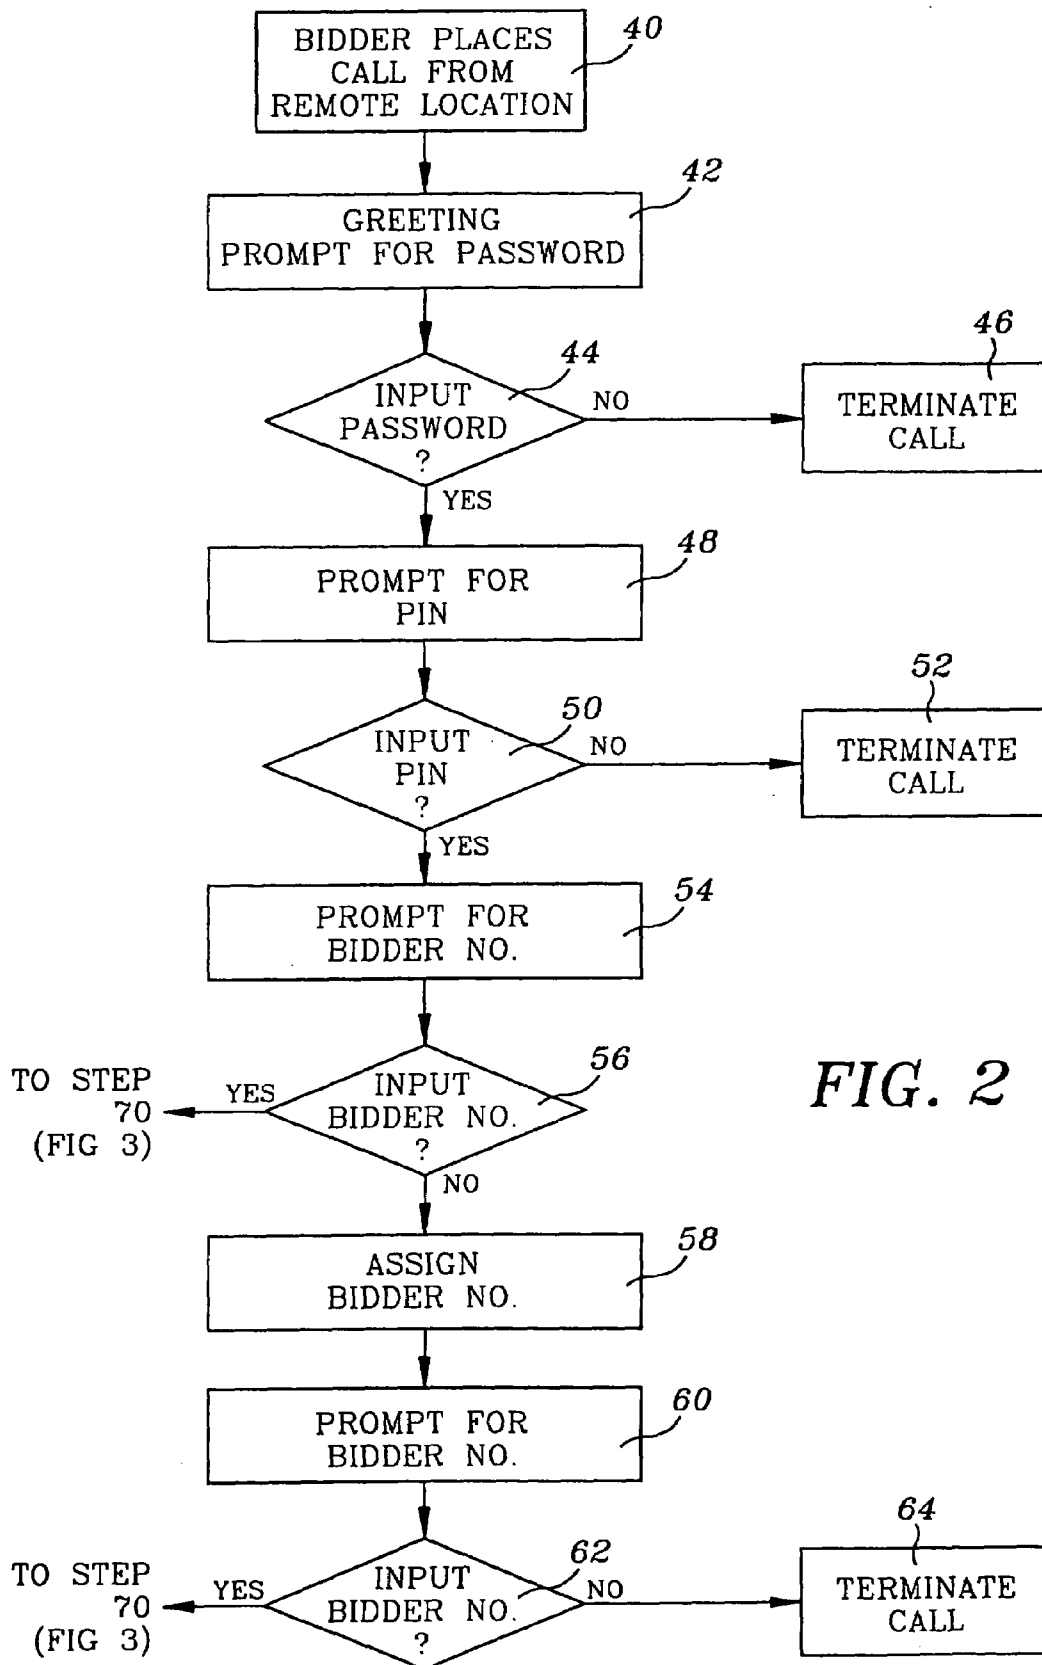 BIDDER PLACES
CALL FROM
REMOTE LOCATION
40
42
GREETING
PROMPT FOR PASSWORD
44
INPUT
PASSWORD
?
NO
46
TERMINATE
CALL
YES
48
PROMPT FOR
PIN
50
INPUT
PIN
?
NO
52
TERMINATE
CALL
YES
54
PROMPT FOR
BIDDER NO.
56
INPUT
BIDDER NO.
?
YES
TO STEP
70
(FIG 3)
FIG. 2
NO
58
ASSIGN
BIDDER NO.
60
PROMPT FOR
BIDDER NO.
62
INPUT
BIDDER NO.
?
YES
TO STEP
70
(FIG 3)
NO
64
TERMINATE
CALL